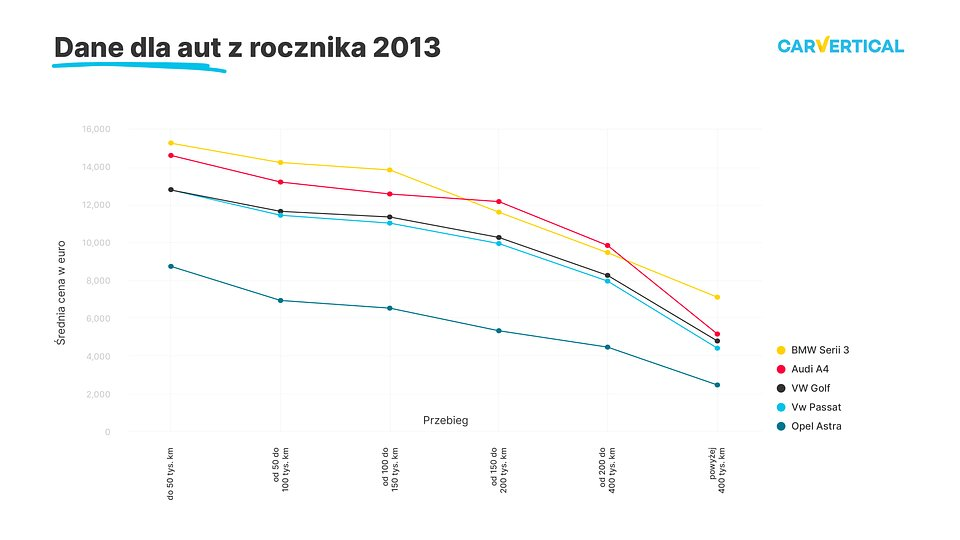 Dane dla aut z rocznika 2013
CARVERTICAL
Średnia cena w euro
16,000
14,000
12,000
10,000
8,000
6,000
4,000
2,000
0
Przebieg
do 50 tys. km
od 50 do
100 tys. km
od 100 do
150 tys. km
od 150 do
200 tys. km
od 200 do
400 tys. km
powyżej
400 tys. km
BMW Serii 3
Audi A4
VW Golf
Vw Passat
Opel Astra